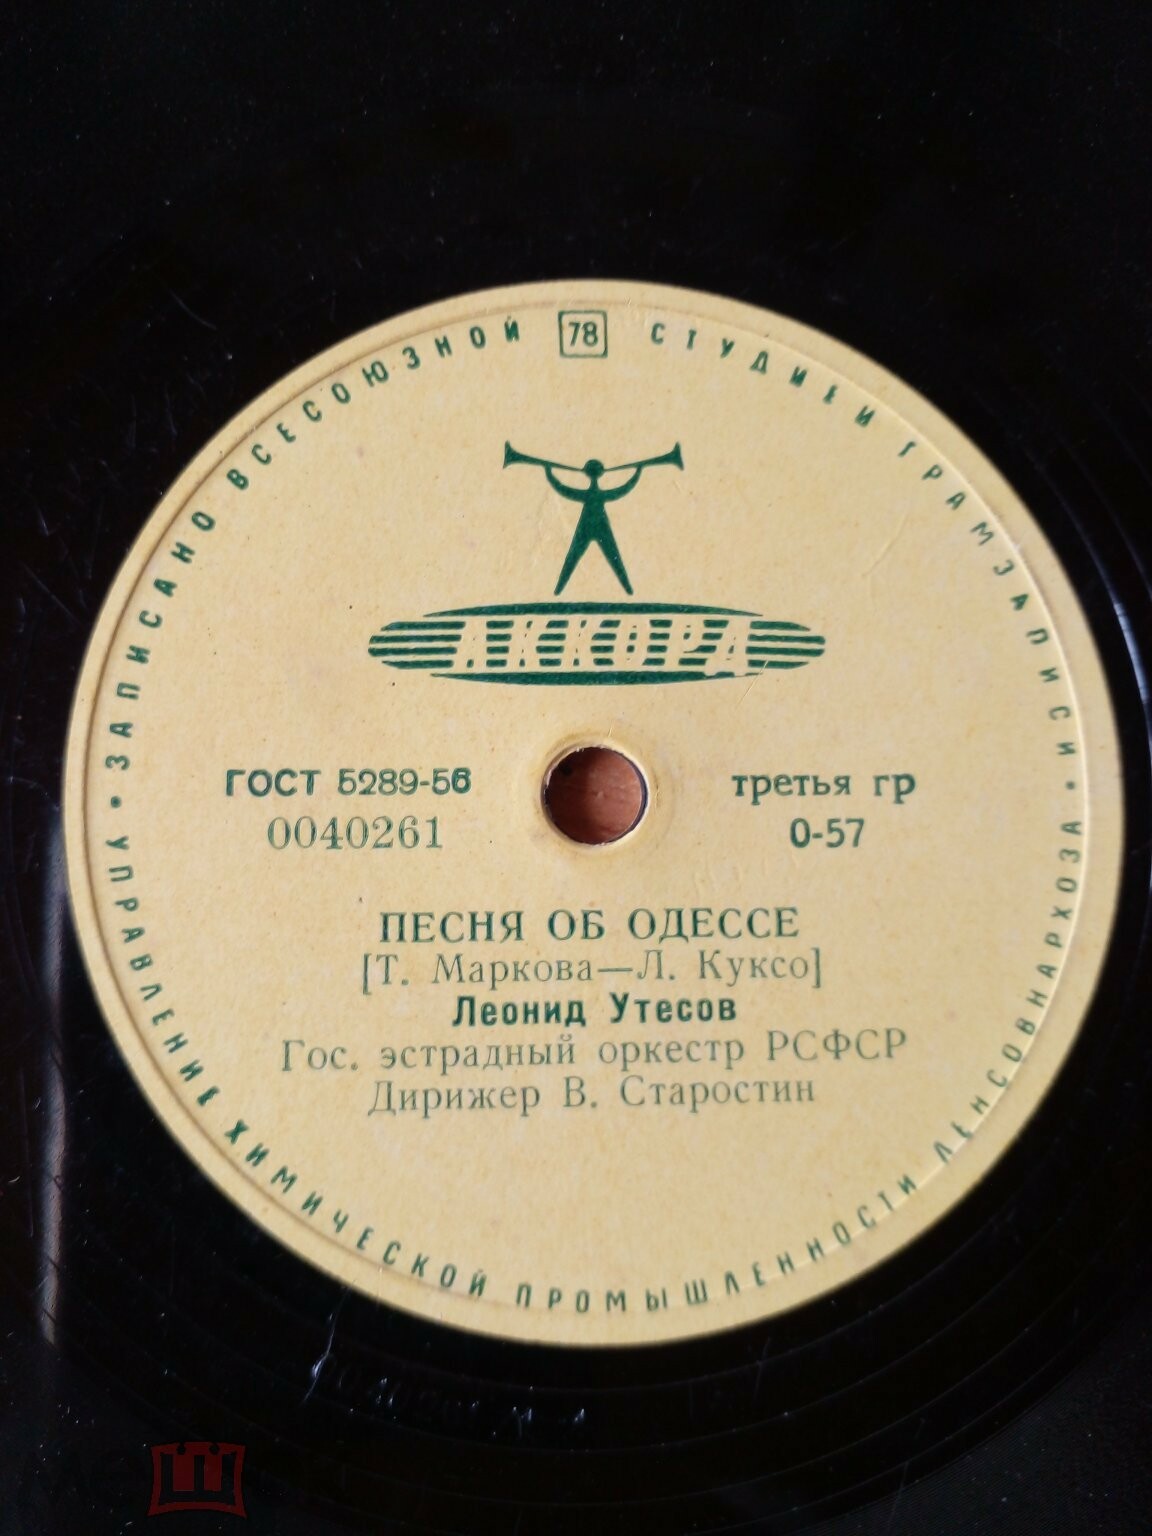 ЗАПИСАНО ВСЕСОЮЗНОЙ 78 СТУДИЕЙ ГРАМЗАПИСИ •
АККОРД
ГОСТ 5289-56
третья гр
0040261
0-57
ПЕСНЯ ОБ ОДЕССЕ
[Т. Маркова—Л. Куксо]
Леонид Утесов
Гос. эстрадный оркестр РСФСР
Дирижер В. Старостин
УПРАВЛЕНИЕ ХИМИЧЕСКОЙ ПРОМЫШЛЕННОСТИ ЛЕНСОВНАРХОЗА •